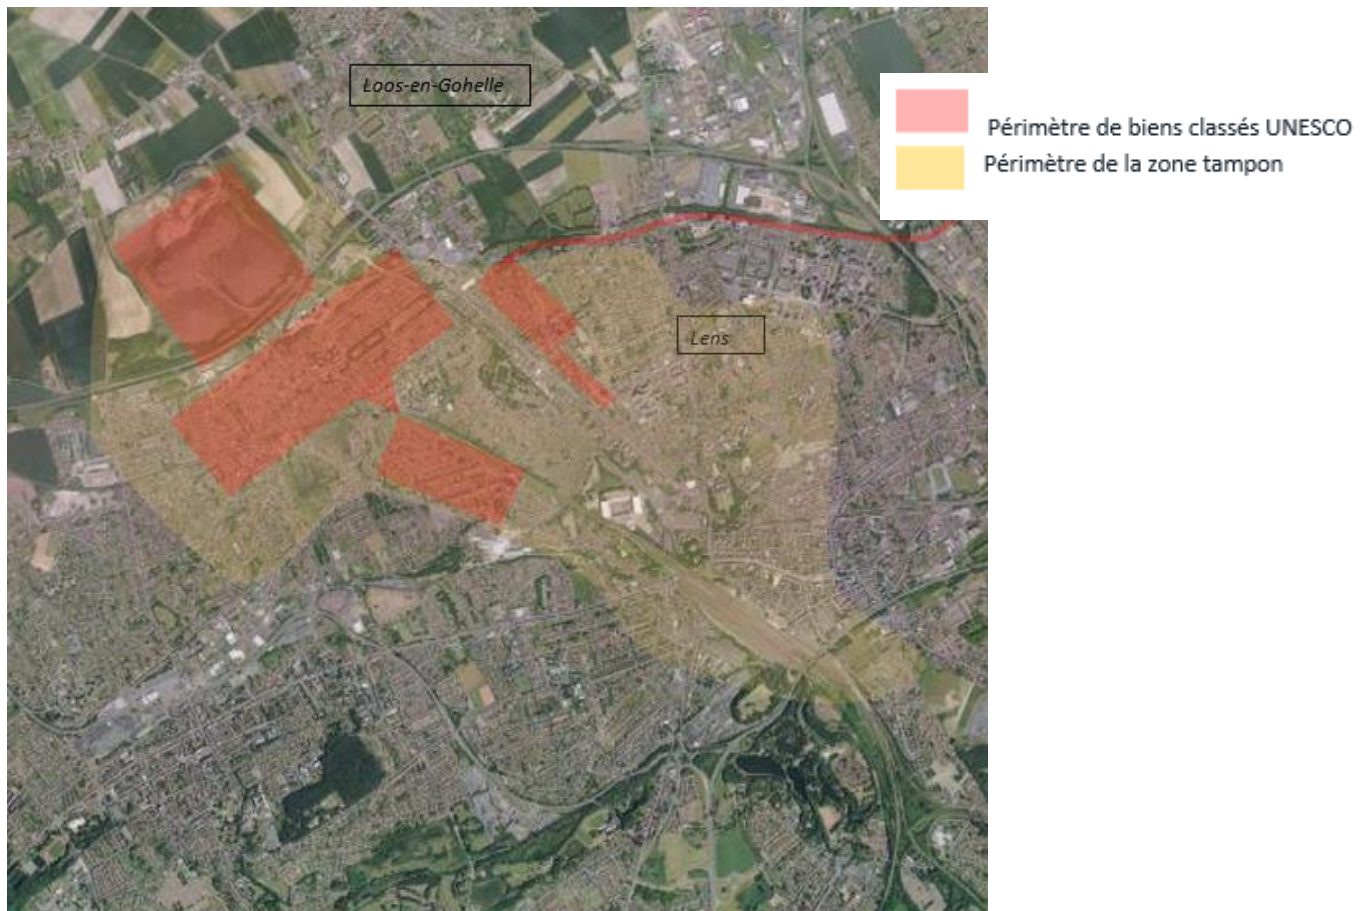 Loos-en-Gohelle
Périmètre de biens classés UNESCO
Périmètre de la zone tampon
Lens